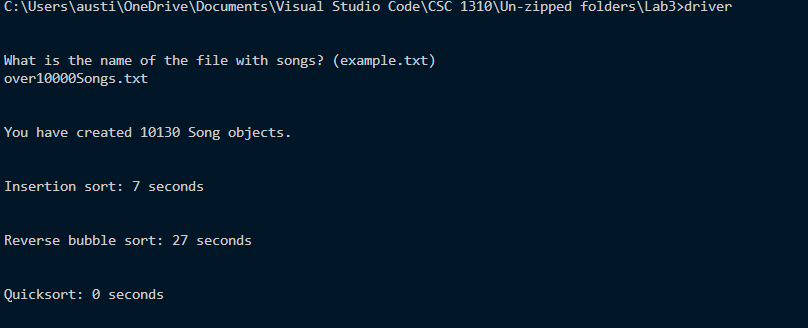 C:\Users\austi\OneDrive\Documents\Visual Studio Code\CSC 1310\Un-zipped folders\Lab3>driver
What is the name of the file with songs? (example.txt)
over10000Songs.txt
You have created 10130 Song objects.
Insertion sort: 7 seconds
Reverse bubble sort: 27 seconds
Quicksort: 0 seconds